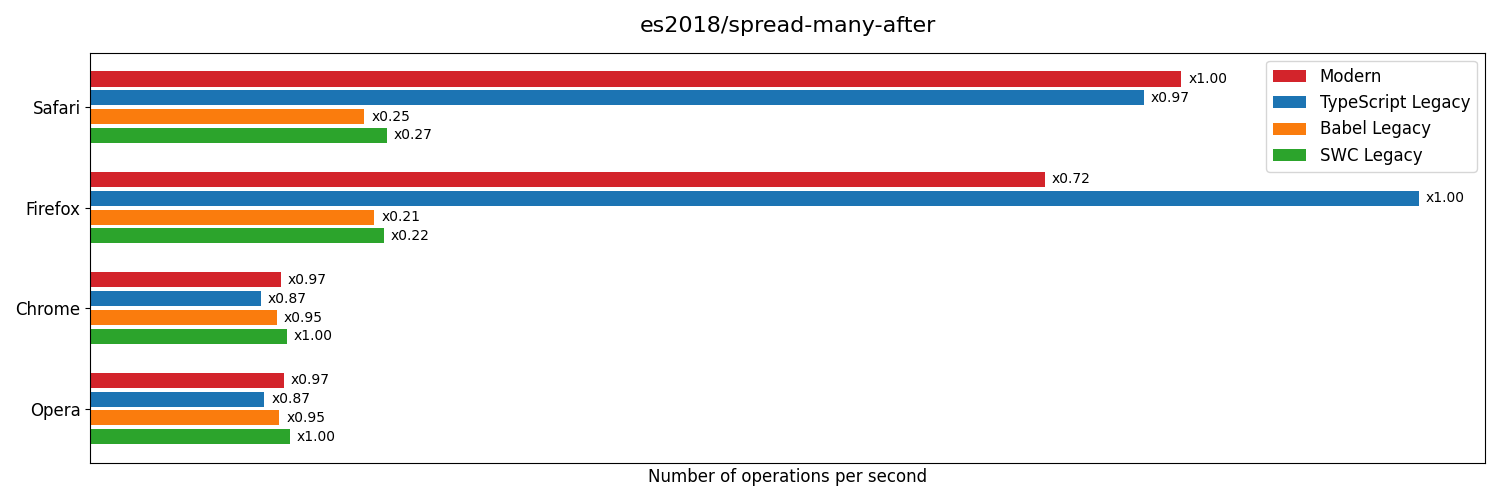 es2018/spread-many-after
Modern
TypeScript Legacy
Babel Legacy
SWC Legacy
Safari
x1.00
x0.97
x0.25
x0.27
Firefox
x0.72
x1.00
x0.21
x0.22
Chrome
x0.97
x0.87
x0.95
x1.00
Opera
x0.97
x0.87
x0.95
x1.00
Number of operations per second